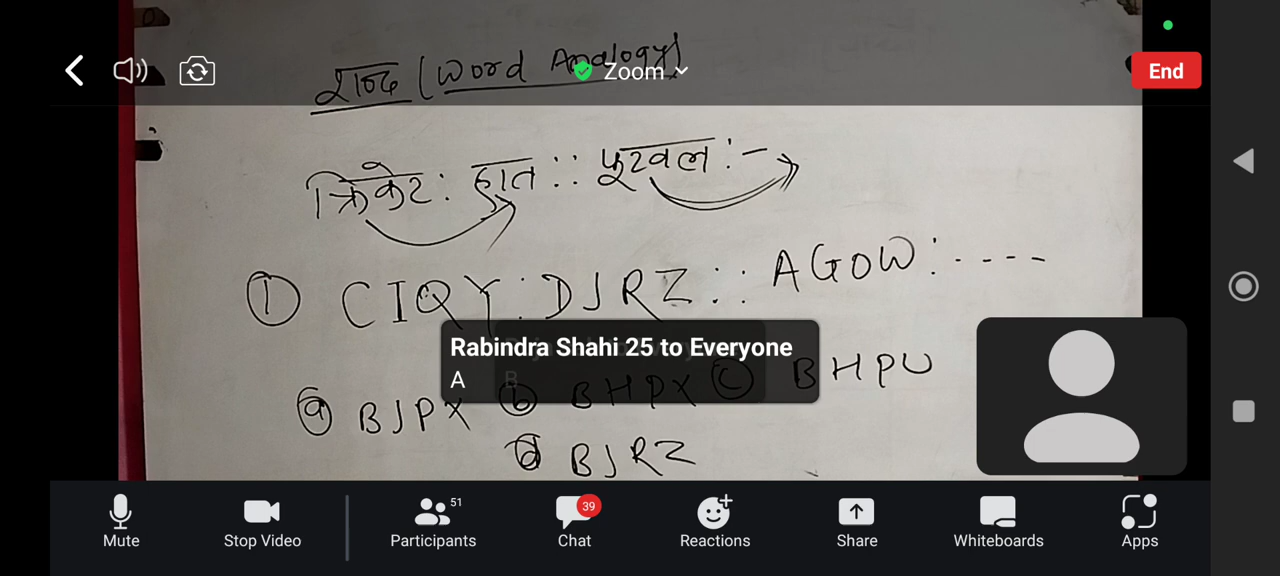 शब्द (Word Analogy)
Zoom
End
क्रिकेट : हात :: फूटवल :-
① CIQY : DJRZ :: AGOW : ----
Rabindra Shahi 25 to Everyone
A B
ⓐ BJPX ⓑ BHPX ⓒ BHPU
ⓓ BJRZ
51
39
Mute Stop Video Participants Chat Reactions Share Whiteboards Apps